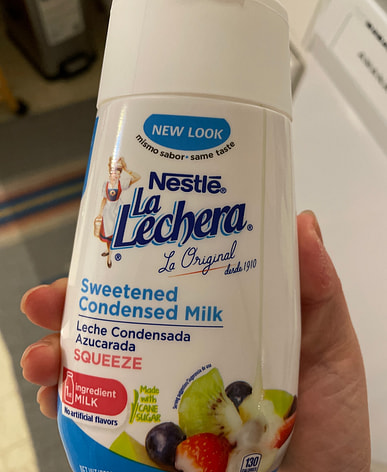 NEW LOOK
mismo sabor • same taste
Nestlé®
La
Lechera®
La Original
desde 1910
Sweetened
Condensed Milk
Leche Condensada
Azucarada
SQUEEZE
ingredient
MILK
No artificial flavors
Made with
CANE
SUGAR
130